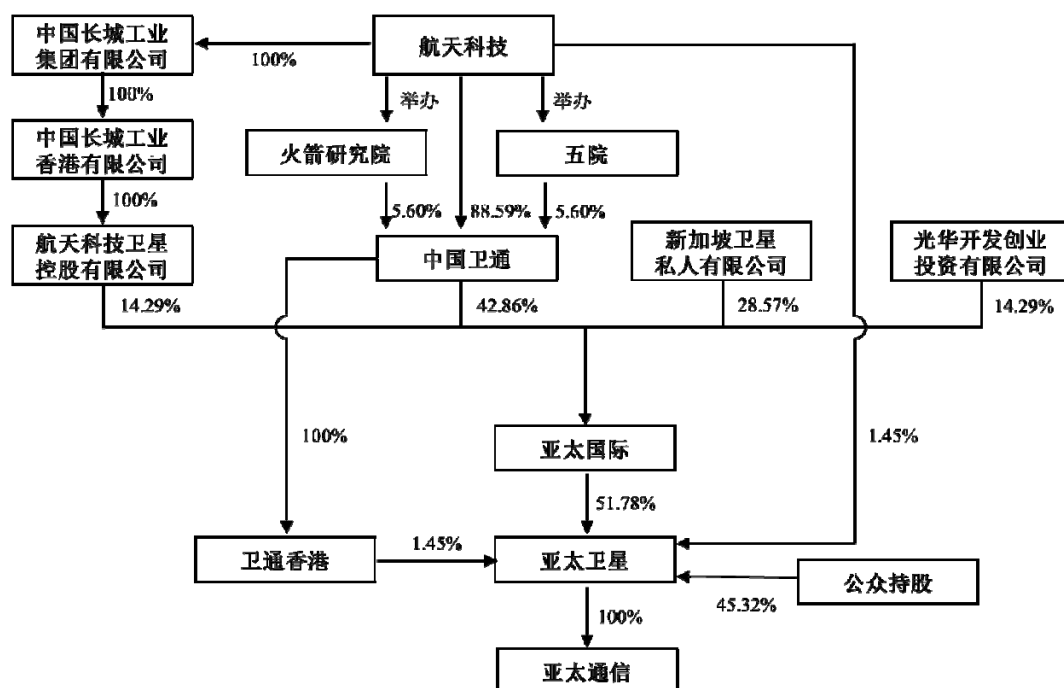 中国长城工业
集团有限公司
100%
航天科技
100%
举办
举办
中国长城工业
香港有限公司
火箭研究院
五院
100%
5.60%
88.59%
5.60%
航天科技卫星
控股有限公司
中国卫通
新加坡卫星
私人有限公司
光华开发创业
投资有限公司
14.29%
42.86%
28.57%
14.29%
100%
亚太国际
1.45%
51.78%
卫通香港
1.45%
亚太卫星
公众持股
45.32%
100%
亚太通信